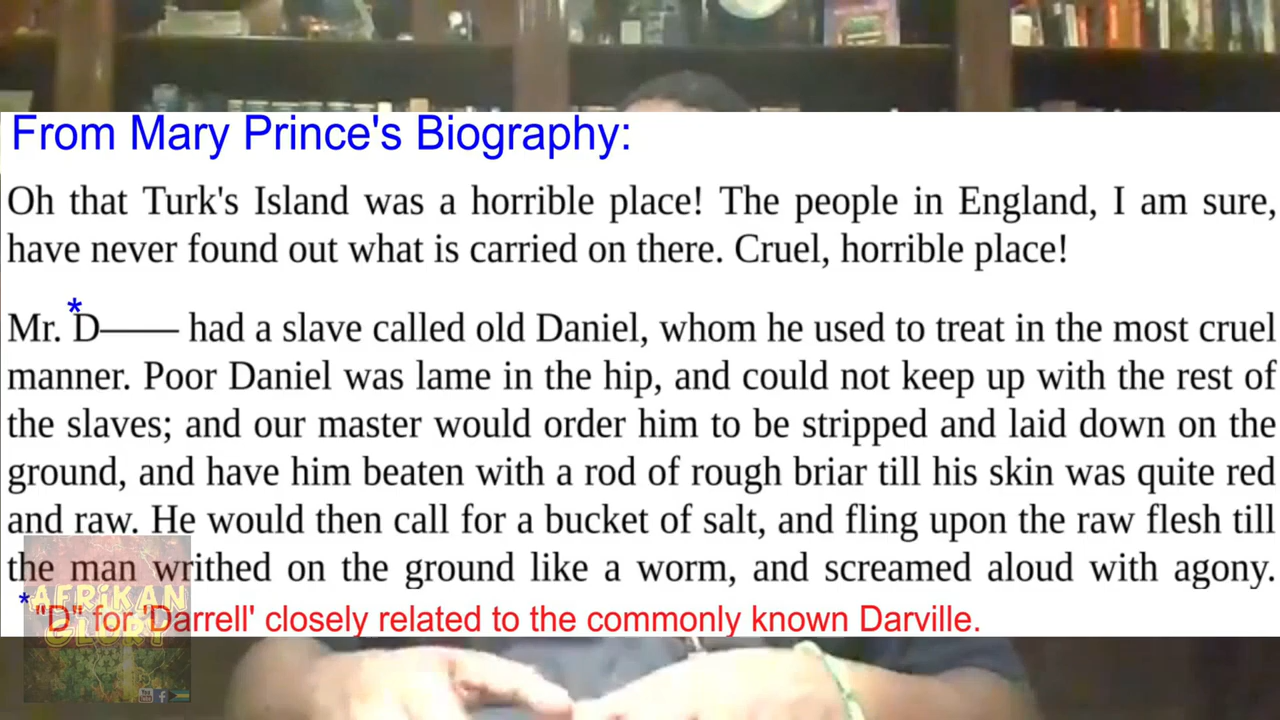 From Mary Prince's Biography:
Oh that Turk's Island was a horrible place! The people in England, I am sure,
have never found out what is carried on there. Cruel, horrible place!
Mr. *D—— had a slave called old Daniel, whom he used to treat in the most cruel
manner. Poor Daniel was lame in the hip, and could not keep up with the rest of
the slaves; and our master would order him to be stripped and laid down on the
ground, and have him beaten with a rod of rough briar till his skin was quite red
and raw. He would then call for a bucket of salt, and fling upon the raw flesh till
the man writhed on the ground like a worm, and screamed aloud with agony.
*"D" for 'Darrell' closely related to the commonly known Darville.
AFRiKAN
GLORY
You
Tube
f